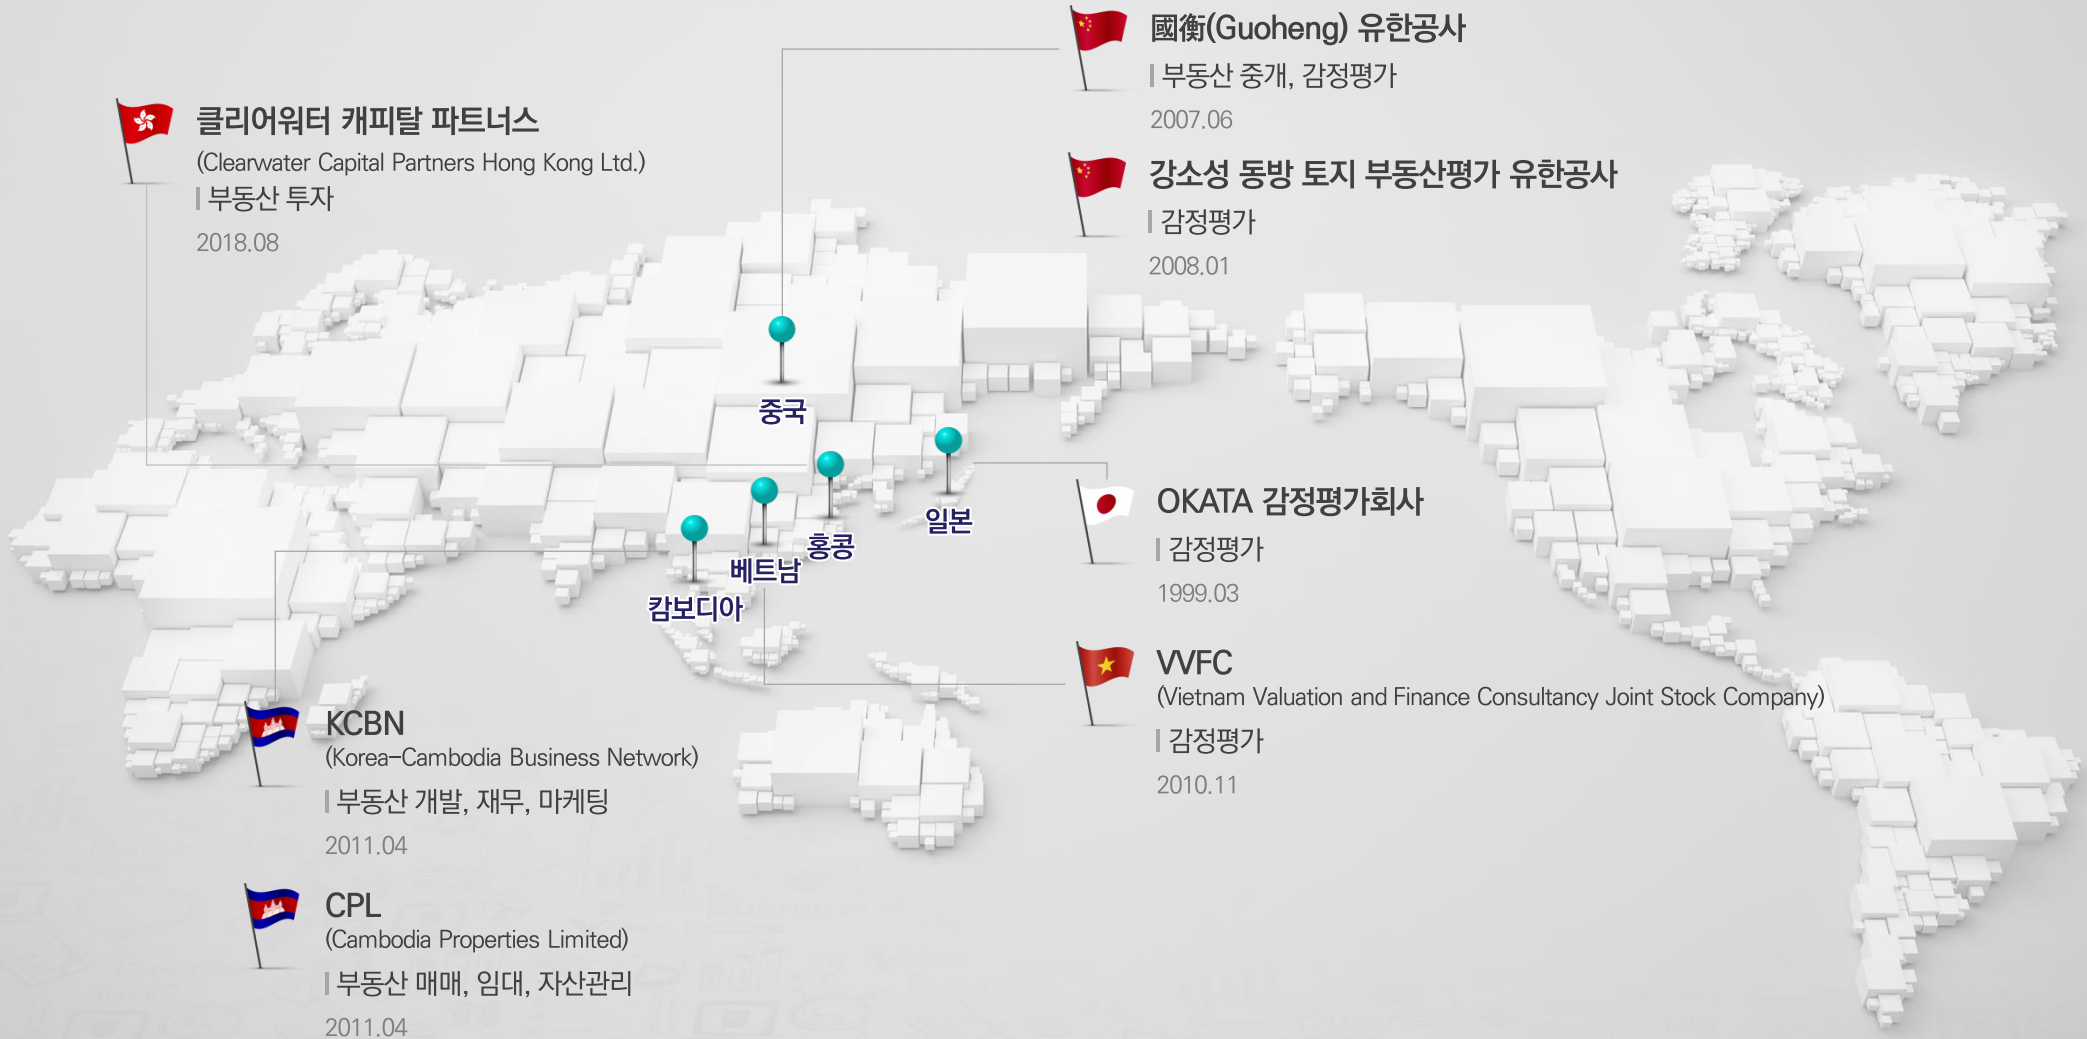 國衡(Guoheng) 유한공사
부동산 중개, 감정평가
2007.06
클리어워터 캐피탈 파트너스
(Clearwater Capital Partners Hong Kong Ltd.)
부동산 투자
2018.08
강소성 동방 토지 부동산평가 유한공사
감정평가
2008.01
중국
일본
홍콩
베트남
캄보디아
OKATA 감정평가회사
감정평가
1999.03
VVFC
(Vietnam Valuation and Finance Consultancy Joint Stock Company)
감정평가
2010.11
KCBN
(Korea-Cambodia Business Network)
부동산 개발, 재무, 마케팅
2011.04
CPL
(Cambodia Properties Limited)
부동산 매매, 임대, 자산관리
2011.04